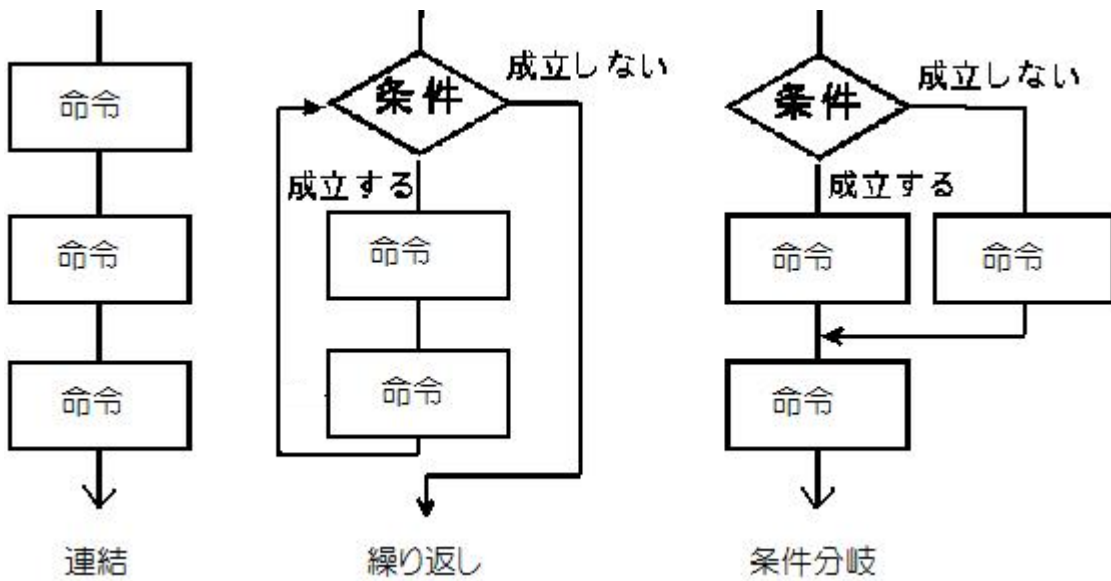 命令
命令
命令
連結
条件
成立しない
成立する
命令
命令
繰り返し
条件
成立しない
成立する
命令
命令
命令
条件分岐